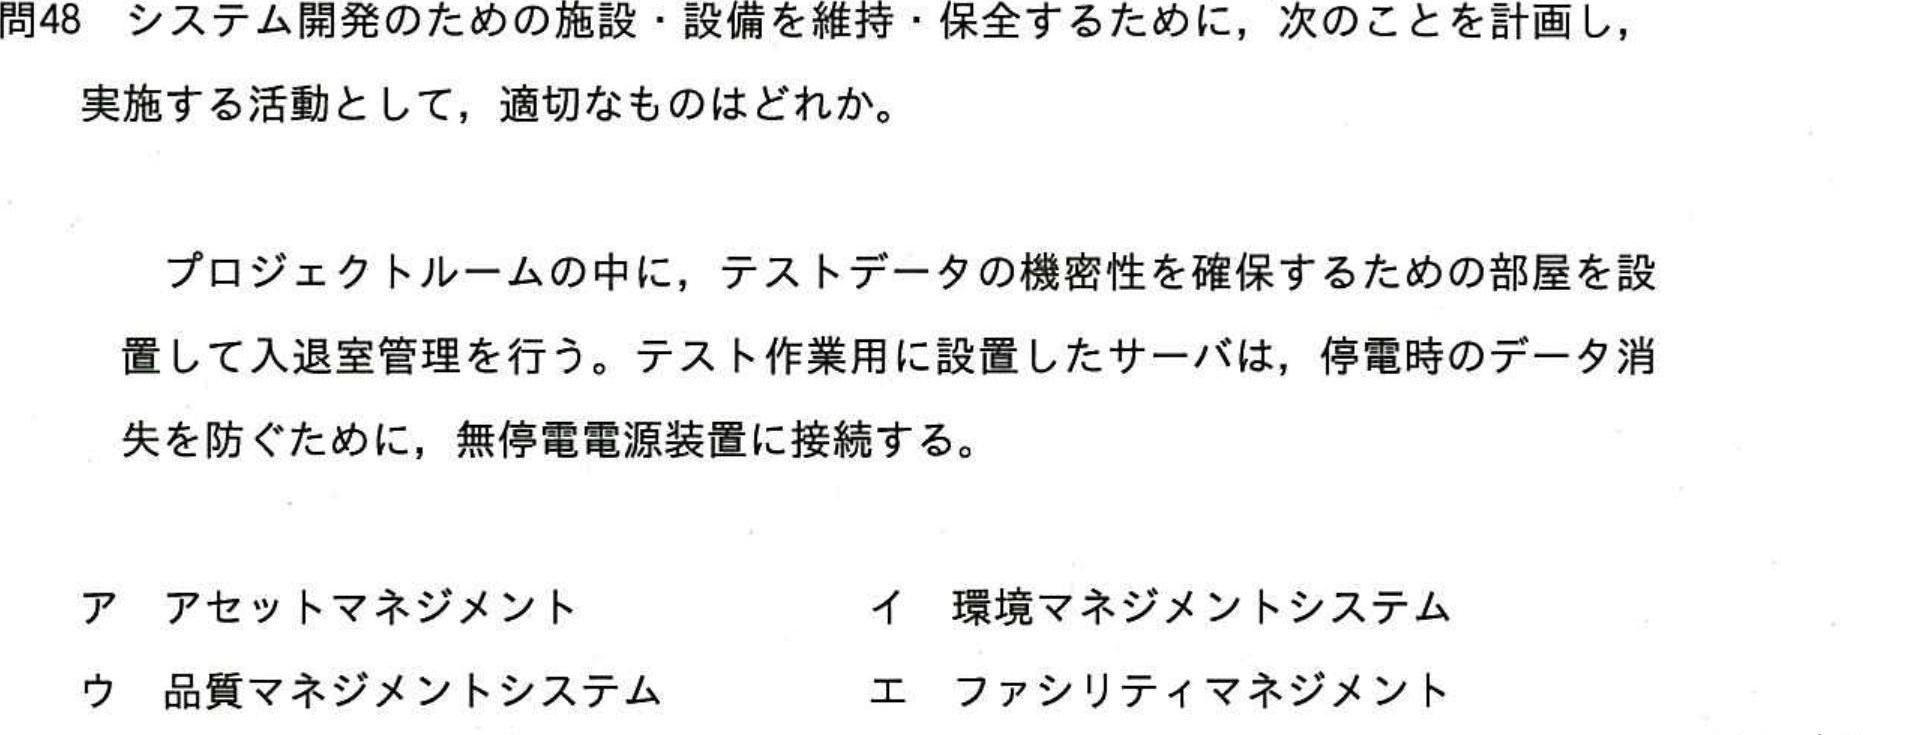 問48 システム開発のための施設・設備を維持・保全するために，次のことを計画し，
実施する活動として，適切なものはどれか。
プロジェクトルームの中に，テストデータの機密性を確保するための部屋を設
置して入退室管理を行う。テスト作業用に設置したサーバは，停電時のデータ消
失を防ぐために，無停電電源装置に接続する。
ア アセットマネジメント イ 環境マネジメントシステム
ウ 品質マネジメントシステム エ ファシリティマネジメント